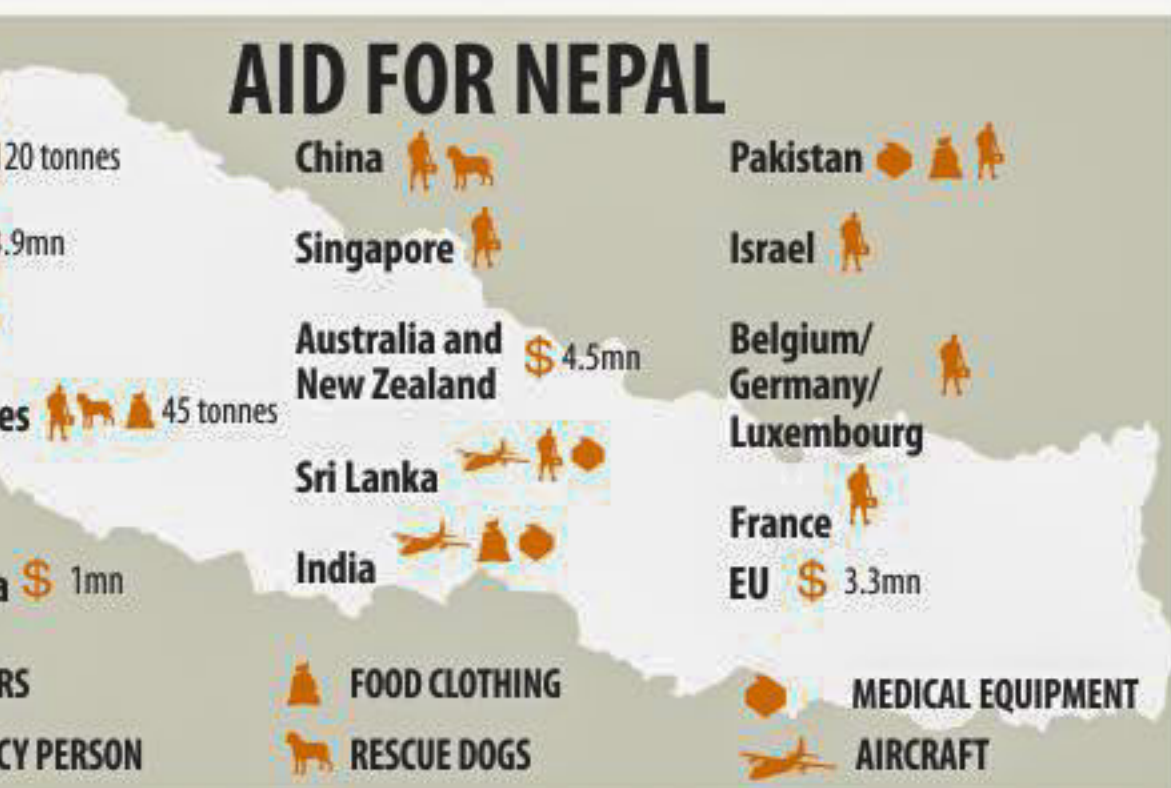 AID FOR NEPAL
20 tonnes
.9mn
es 45 tonnes
a $ 1mn
China
Singapore
Australia and
New Zealand
$ 4.5mn
Sri Lanka
India
Pakistan
Israel
Belgium/
Germany/
Luxembourg
France
EU $ 3.3mn
RS
CY PERSON
FOOD CLOTHING
RESCUE DOGS
MEDICAL EQUIPMENT
AIRCRAFT